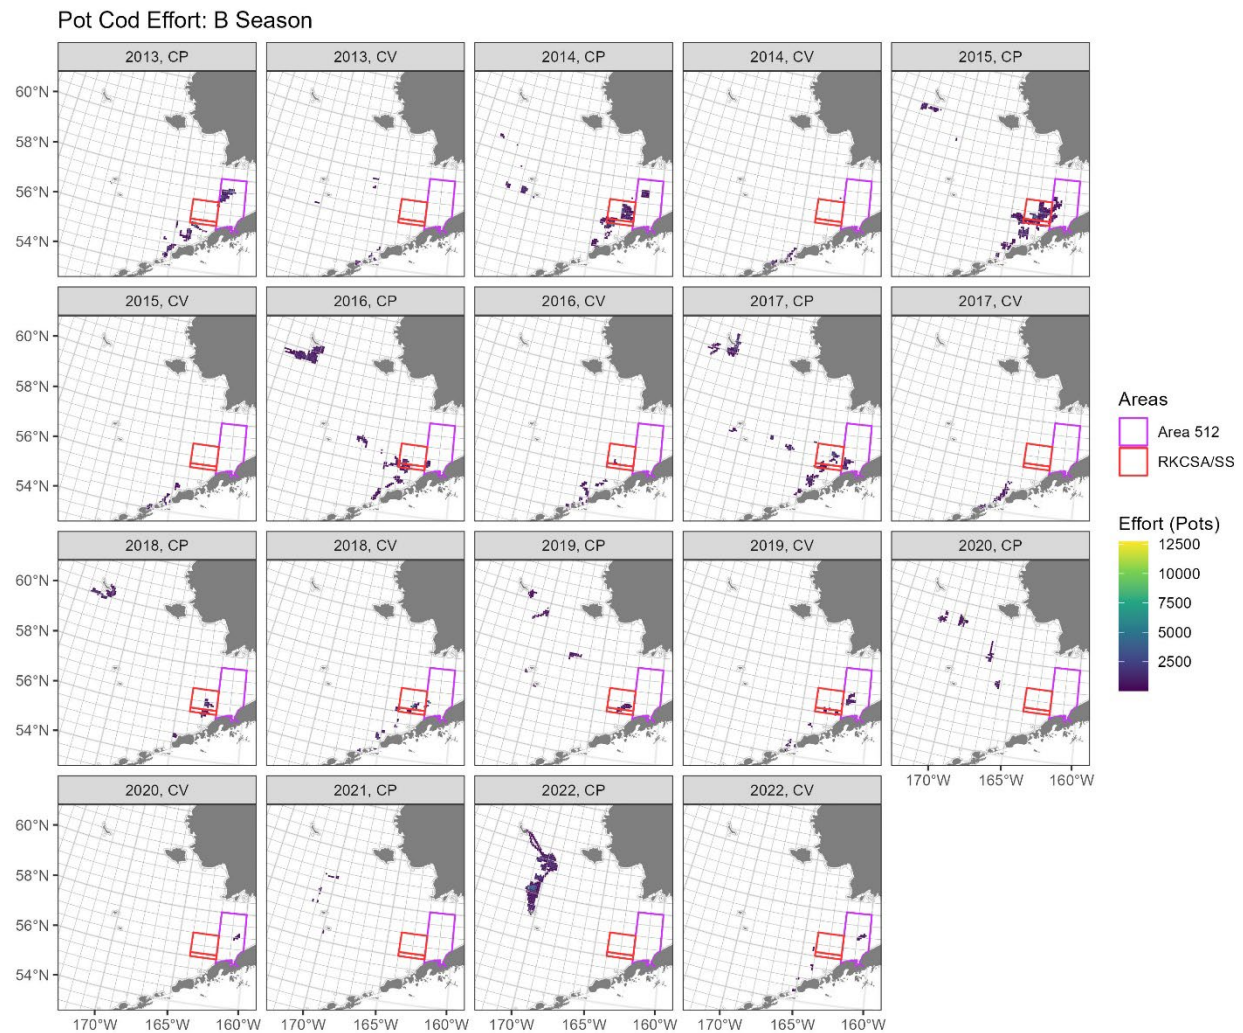 Pot Cod Effort: B Season
2013, CP
2013, CV
2014, CP
2014, CV
2015, CP
60°N
58°N
56°N
54°N
2015, CV
2016, CP
2016, CV
2017, CP
2017, CV
60°N
58°N
56°N
54°N
2018, CP
2018, CV
2019, CP
2019, CV
2020, CP
60°N
58°N
56°N
54°N
170°W 165°W 160°W
2020, CV
2021, CP
2022, CP
2022, CV
60°N
58°N
56°N
54°N
170°W 165°W 160°W
170°W 165°W 160°W
170°W 165°W 160°W
170°W 165°W 160°W
Areas
Area 512
RKCSA/SS
Effort (Pots)
12500
10000
7500
5000
2500